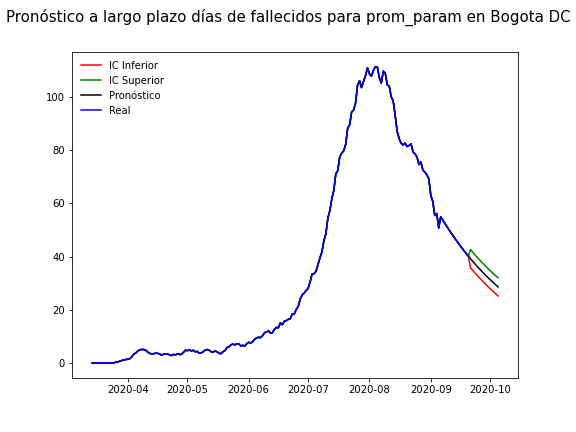 Pronóstico a largo plazo días de fallecidos para prom_param en Bogota DC
IC Inferior
IC Superior
Pronóstico
Real
100
80
60
40
20
0
2020-04 2020-05 2020-06 2020-07 2020-08 2020-09 2020-10